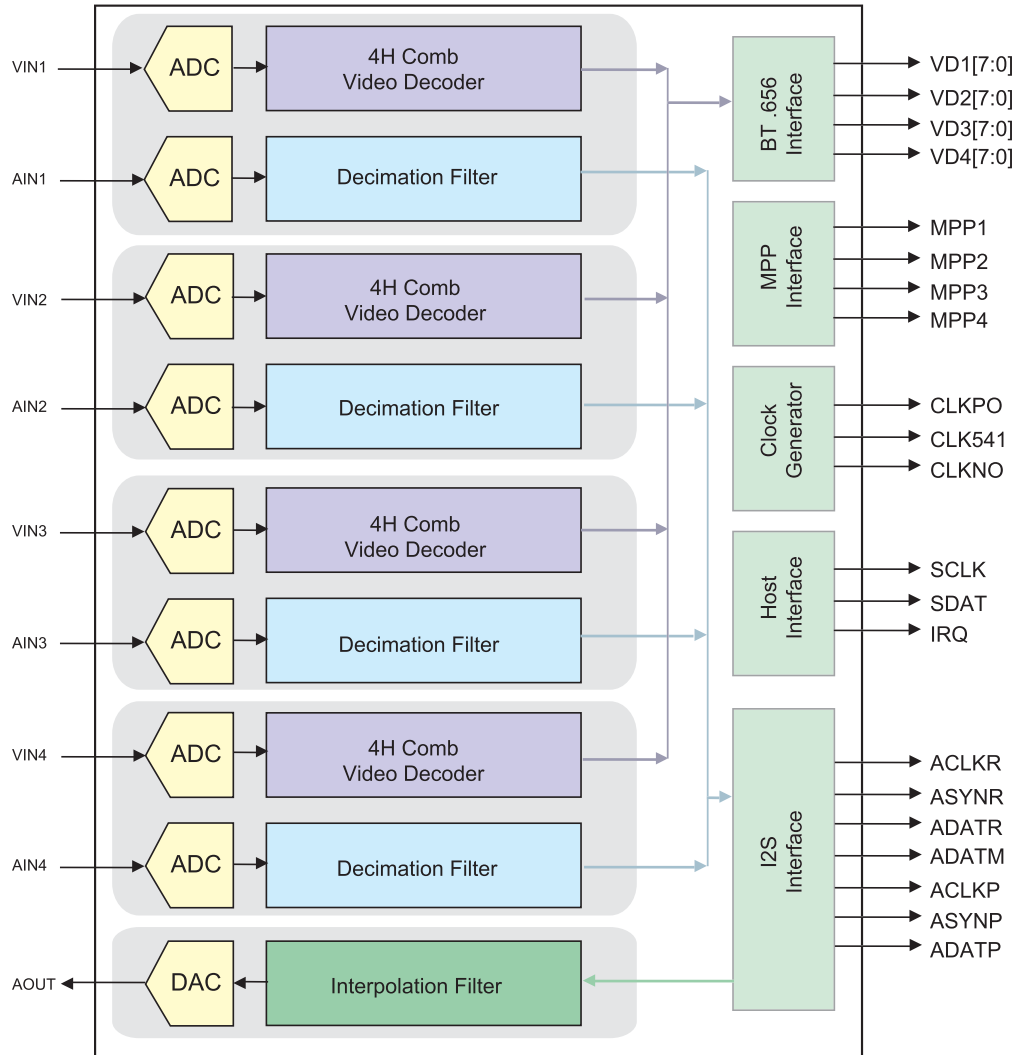 VIN1
ADC
4H Comb
Video Decoder
AIN1
ADC
Decimation Filter
VIN2
ADC
4H Comb
Video Decoder
AIN2
ADC
Decimation Filter
VIN3
ADC
4H Comb
Video Decoder
AIN3
ADC
Decimation Filter
VIN4
ADC
4H Comb
Video Decoder
AIN4
ADC
Decimation Filter
AOUT
DAC
Interpolation Filter
BT .656
Interface
VD1[7:0]
VD2[7:0]
VD3[7:0]
VD4[7:0]
MPP
Interface
MPP1
MPP2
MPP3
MPP4
Clock
Generator
CLKPO
CLK541
CLKNO
Host
Interface
SCLK
SDAT
IRQ
I2S
Interface
ACLKR
ASYNR
ADATR
ADATM
ACLKP
ASYNP
ADATP